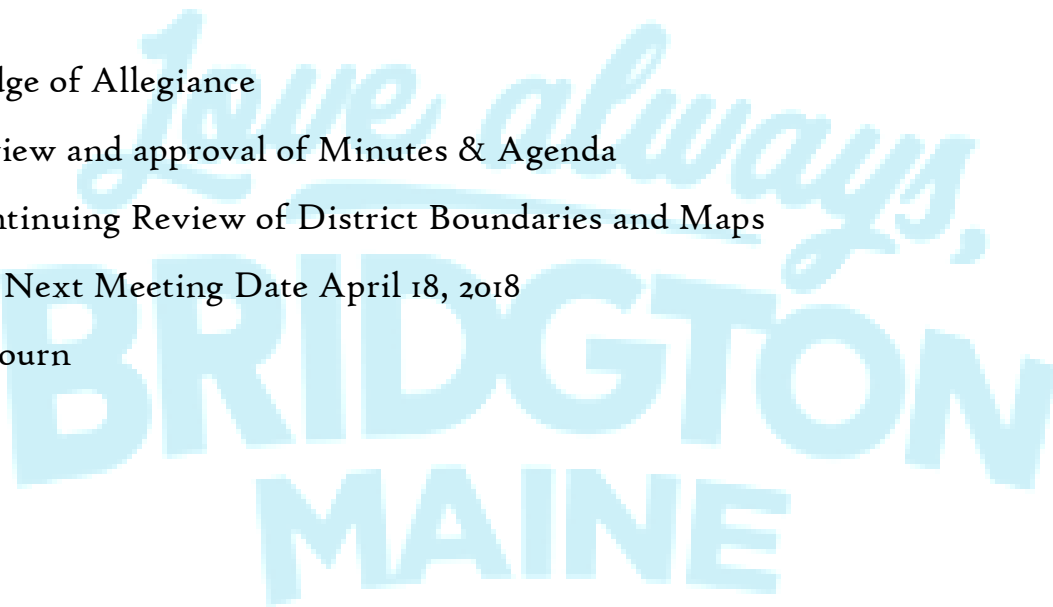 Love always,
dge of Allegiance
iew and approval of Minutes & Agenda
ntinuing Review of District Boundaries and Maps
Next Meeting Date April 18, 2018
ourn
BRIDGTON
MAINE